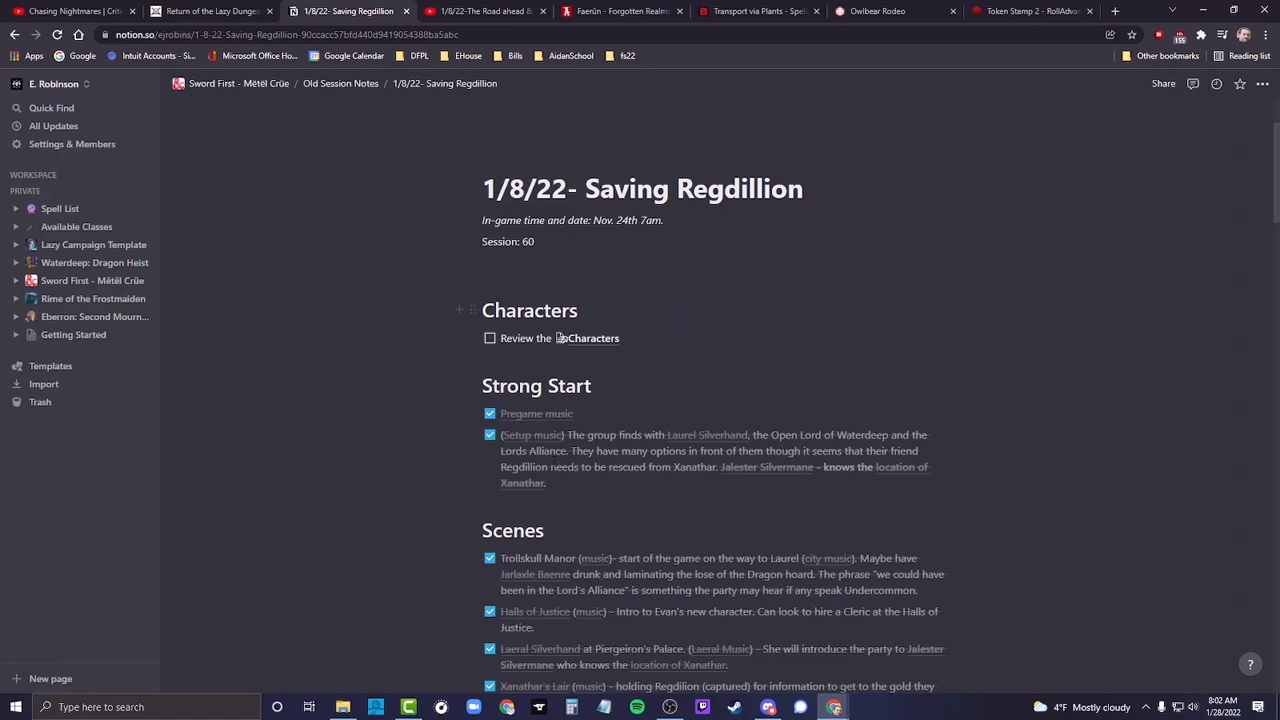 Chasing Nightmares | Critic
Return of the Lazy Dungeo
1/8/22- Saving Regdillion
1/8/22-The Road ahead &
Faerûn - Forgotten Realms
Transport via Plants - Spell
Owlbear Rodeo
Token Stamp 2 - RollAdvan
notion.so/ejrobins/1-8-22-Saving-Regdillion-90ccacc57bfd440d9419054388ba5abc
155
Apps
Google
Intuit Accounts - Si...
Microsoft Office Ho...
Google Calendar
DFPL
EHouse
Bills
AidanSchool
fs22
Other bookmarks
Reading list
E. Robinson
Sword First - Mëtël Crüe / Old Session Notes / 1/8/22- Saving Regdillion
Share
Quick Find
All Updates
Settings & Members
WORKSPACE
PRIVATE
Spell List
Available Classes
Lazy Campaign Template
Waterdeep: Dragon Heist
Sword First - Mëtël Crüe
Rime of the Frostmaiden
Eberron: Second Mourn...
Getting Started
Templates
Import
Trash
New page
1/8/22- Saving Regdillion
In-game time and date: Nov. 24th 7am.
Session: 60
Characters
Review the Characters
Strong Start
Pregame music
(Setup music) The group finds with Laurel Silverhand, the Open Lord of Waterdeep and the
Lords Alliance. They have many options in front of them though it seems that their friend
Regdillion needs to be rescued from Xanathar. Jalester Silvermane - knows the location of
Xanathar.
Scenes
Trollskull Manor (music)- start of the game on the way to Laurel (city music). Maybe have
Jarlaxle Baenre drunk and laminating the lose of the Dragon hoard. The phrase "we could have
been in the Lord's Alliance" is something the party may hear if any speak Undercommon.
Halls of Justice (music) - Intro to Evan's new character. Can look to hire a Cleric at the Halls of
Justice.
Laeral Silverhand at Piergeiron's Palace. (Laeral Music) - She will introduce the party to Jalester
Silvermane who knows the location of Xanathar.
Xanathar's Lair (music) - holding Regdilion (captured) for information to get to the gold they
?
Type here to search
4°F Mostly cloudy
8:02 AM
1/28/2022